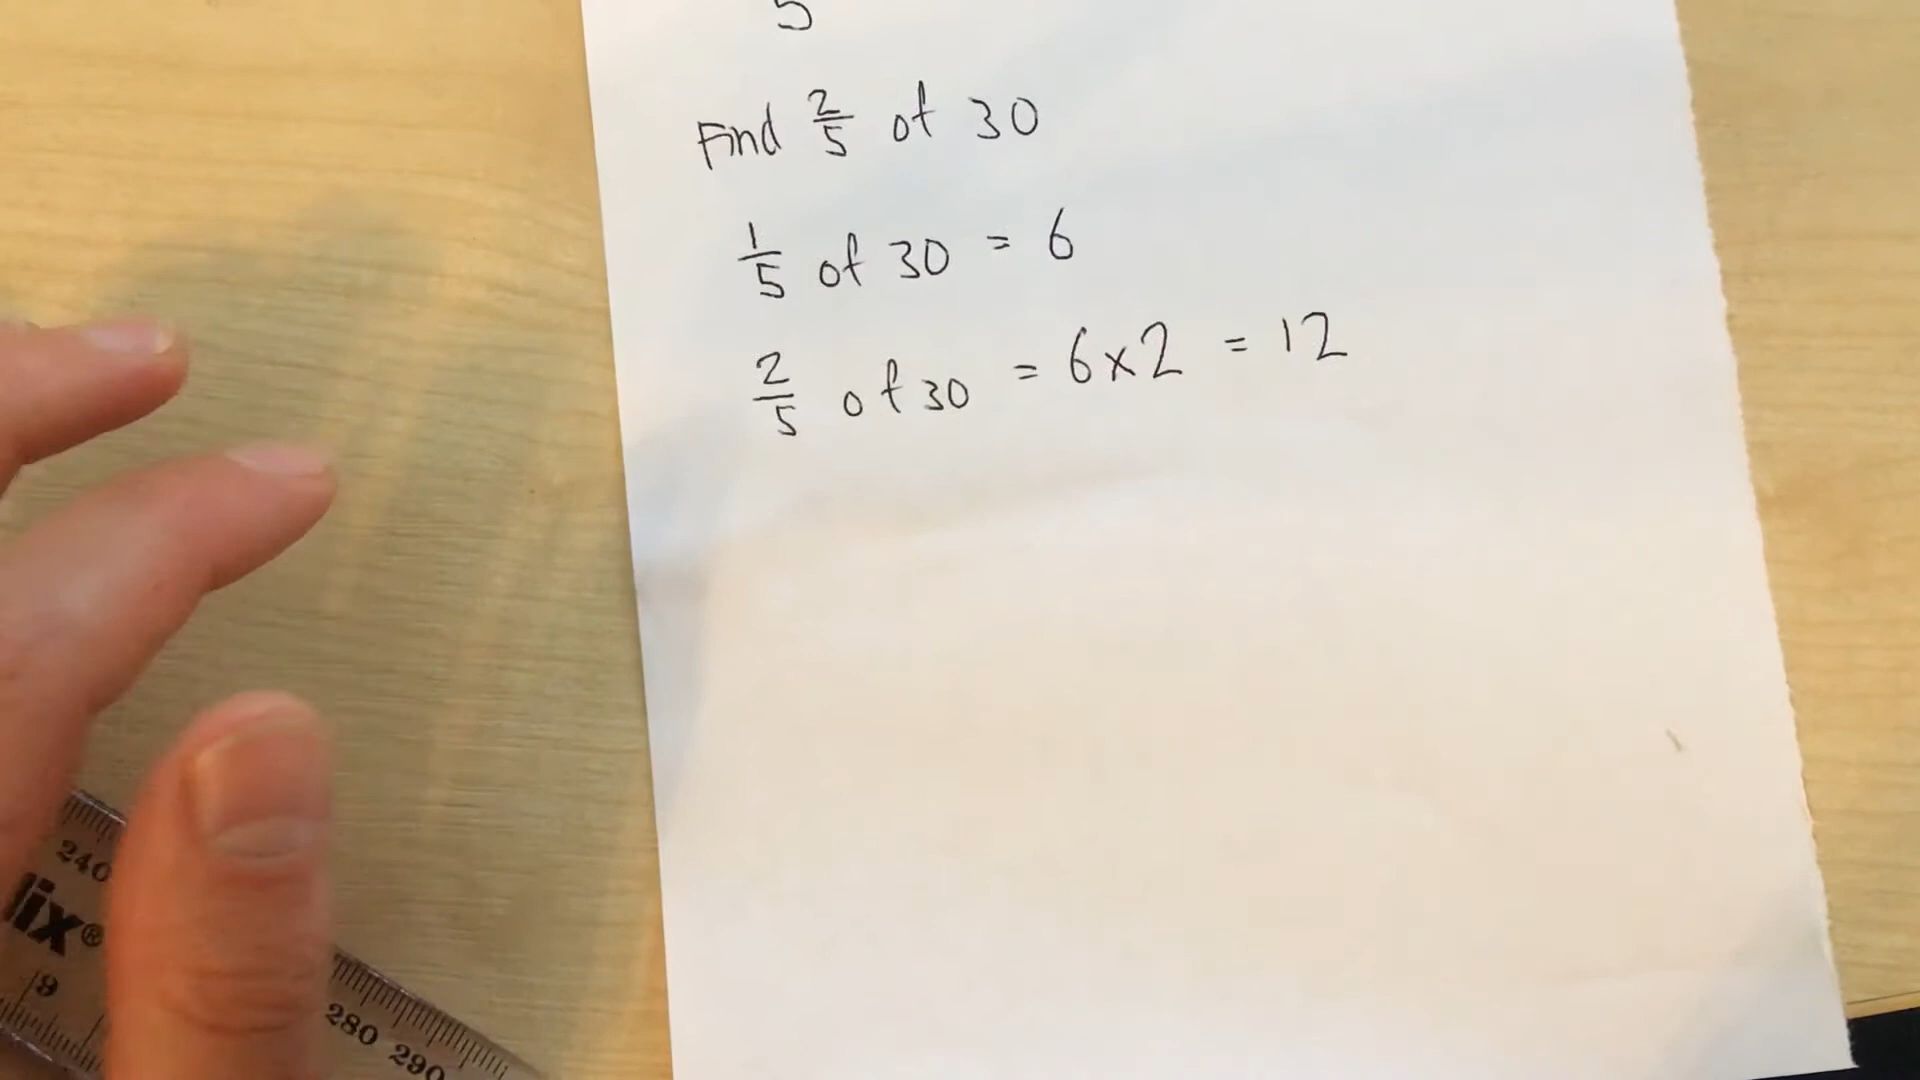 5
Find 2/5 of 30
1/5 of 30 = 6
2/5 of 30 = 6x2 = 12
240
lix®
9
280 290